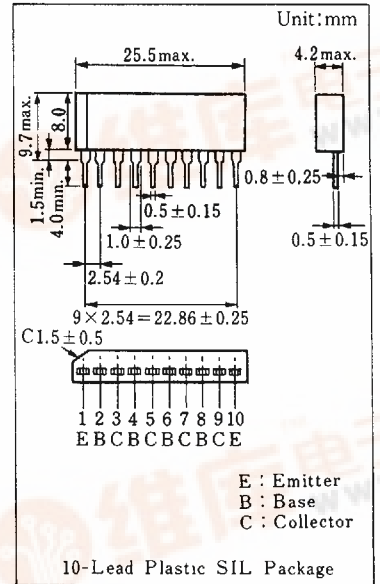 Unit:mm
25.5max.
4.2max.
9.7max.
8.0
1.5min.
4.0min.
0.8±0.25
0.5±0.15
1.0±0.25
0.5±0.15
2.54±0.2
9×2.54=22.86±0.25
C1.5±0.5
1 2 3 4 5 6 7 8 9 10
E B C B C B C B C E
E : Emitter
B : Base
C : Collector
10-Lead Plastic SIL Package